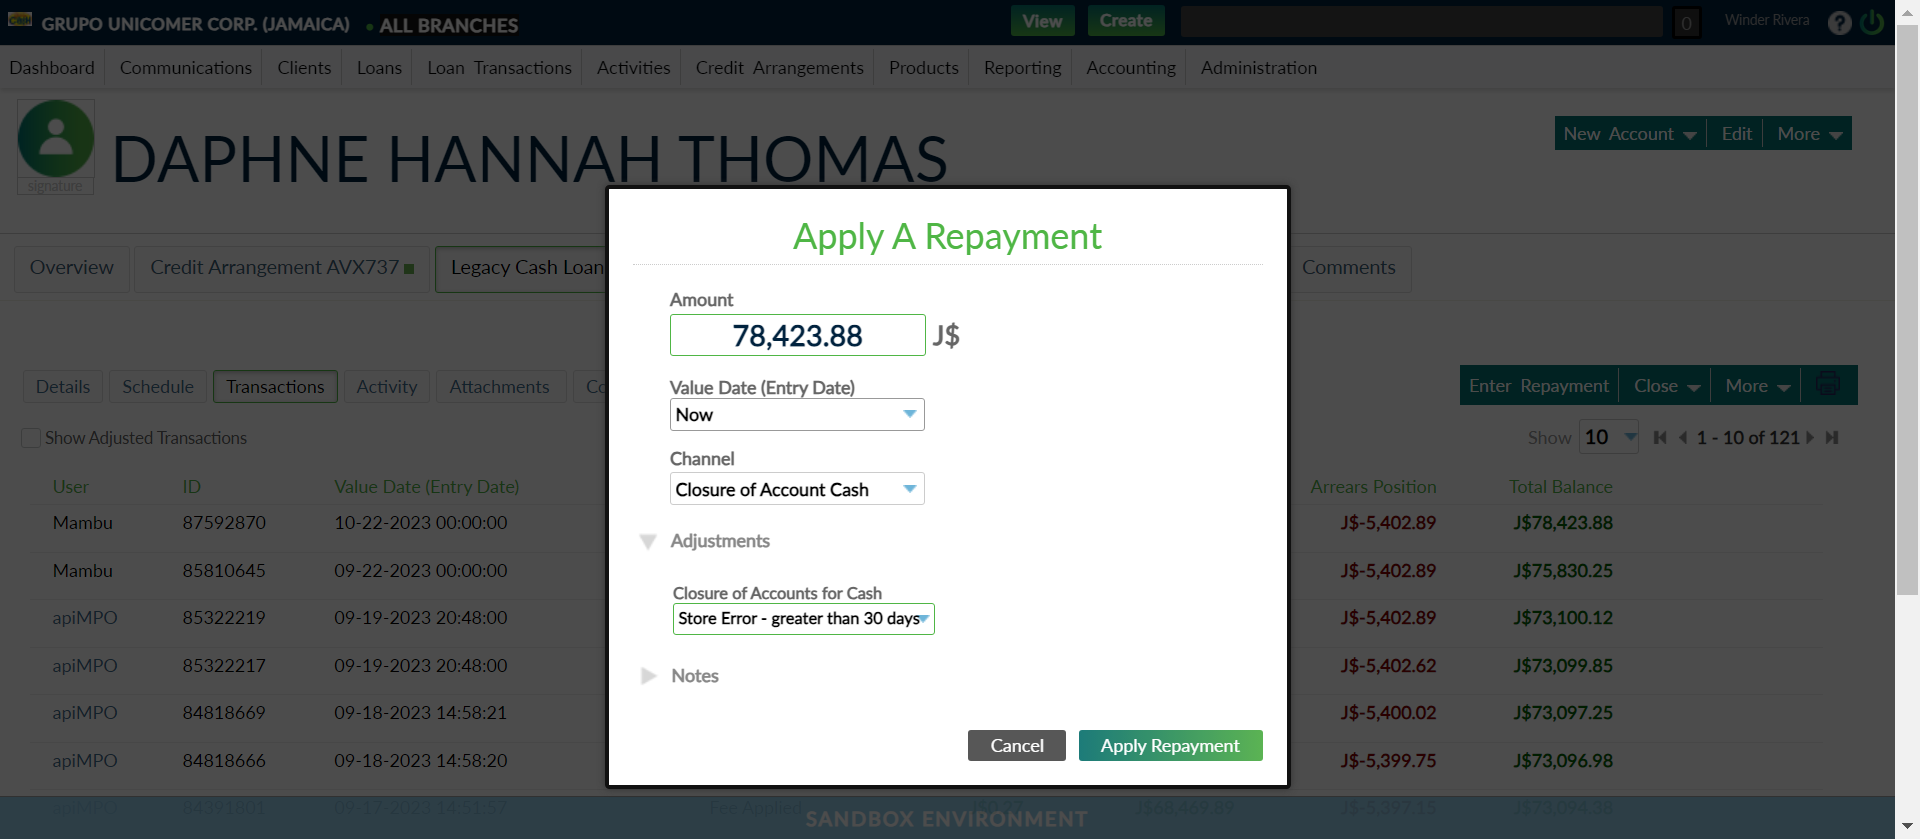 GRUPO UNICOMER CORP. (JAMAICA) ALL BRANCHES View Create 0 Winder Rivera ?
Dashboard Communications Clients Loans Loan Transactions Activities Credit Arrangements Products Reporting Accounting Administration
DAPHNE HANNAH THOMAS
signature
New Account Edit More
Overview Credit Arrangement AVX737 Legacy Cash Loan Comments
Apply A Repayment
Amount
78,423.88 J$
Value Date (Entry Date)
Now
Channel
Closure of Account Cash
Adjustments
Closure of Accounts for Cash
Store Error - greater than 30 days
Notes
Cancel Apply Repayment
Details Schedule Transactions Activity Attachments Co
Enter Repayment Close More
Show Adjusted Transactions
Show 10 1 - 10 of 121
User ID Value Date (Entry Date) Arrears Position Total Balance
Mambu 87592870 10-22-2023 00:00:00 J$-5,402.89 J$78,423.88
Mambu 85810645 09-22-2023 00:00:00 J$-5,402.89 J$75,830.25
apiMPO 85322219 09-19-2023 20:48:00 J$-5,402.89 J$73,100.12
apiMPO 85322217 09-19-2023 20:48:00 J$-5,402.62 J$73,099.85
apiMPO 84818669 09-18-2023 14:58:21 J$-5,400.02 J$73,097.25
apiMPO 84818666 09-18-2023 14:58:20 J$-5,399.75 J$73,096.98
apiMPO 84391801 09-17-2023 14:51:57 Fee Applied J$0.27 J$68,469.89 J$-5,397.15 J$73,094.38
SANDBOX ENVIRONMENT